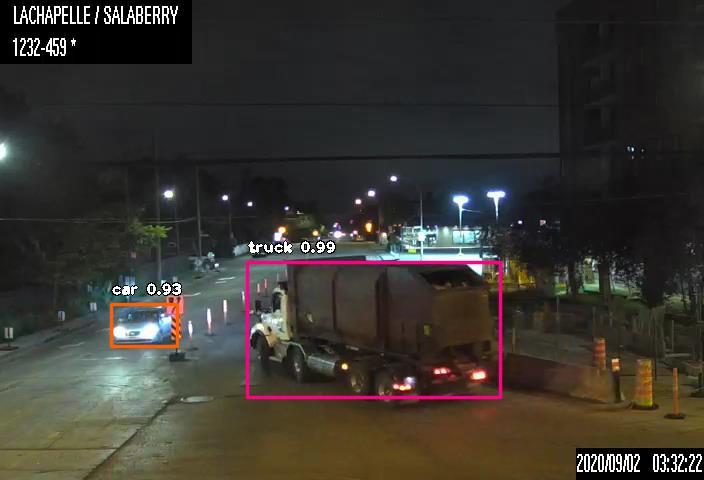 LACHAPELLE / SALABERRY
1232-459 *
truck 0.99
car 0.93
2020/09/02 03:32:22